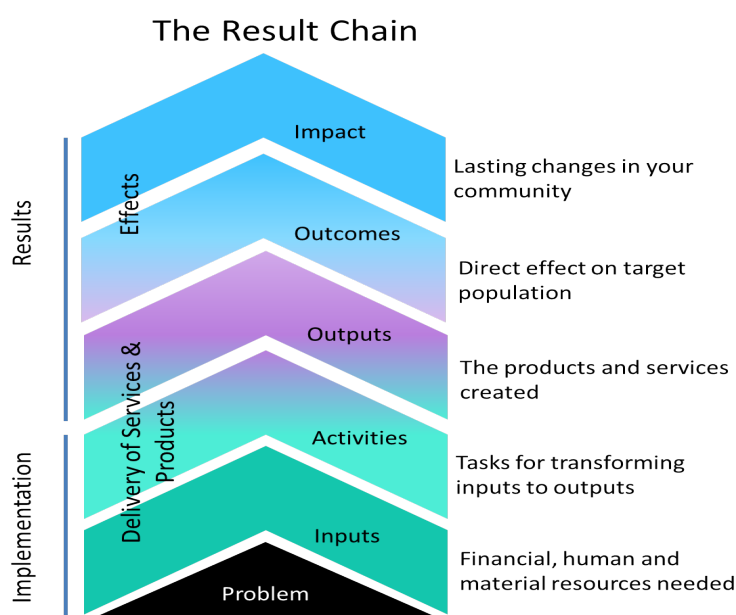 The Result Chain
Impact
Lasting changes in your
community
Effects
Results
Outcomes
Direct effect on target
population
Outputs
The products and services
created
Delivery of Services &
Products
Activities
Tasks for transforming
inputs to outputs
Implementation
Inputs
Financial, human and
material resources needed
Problem